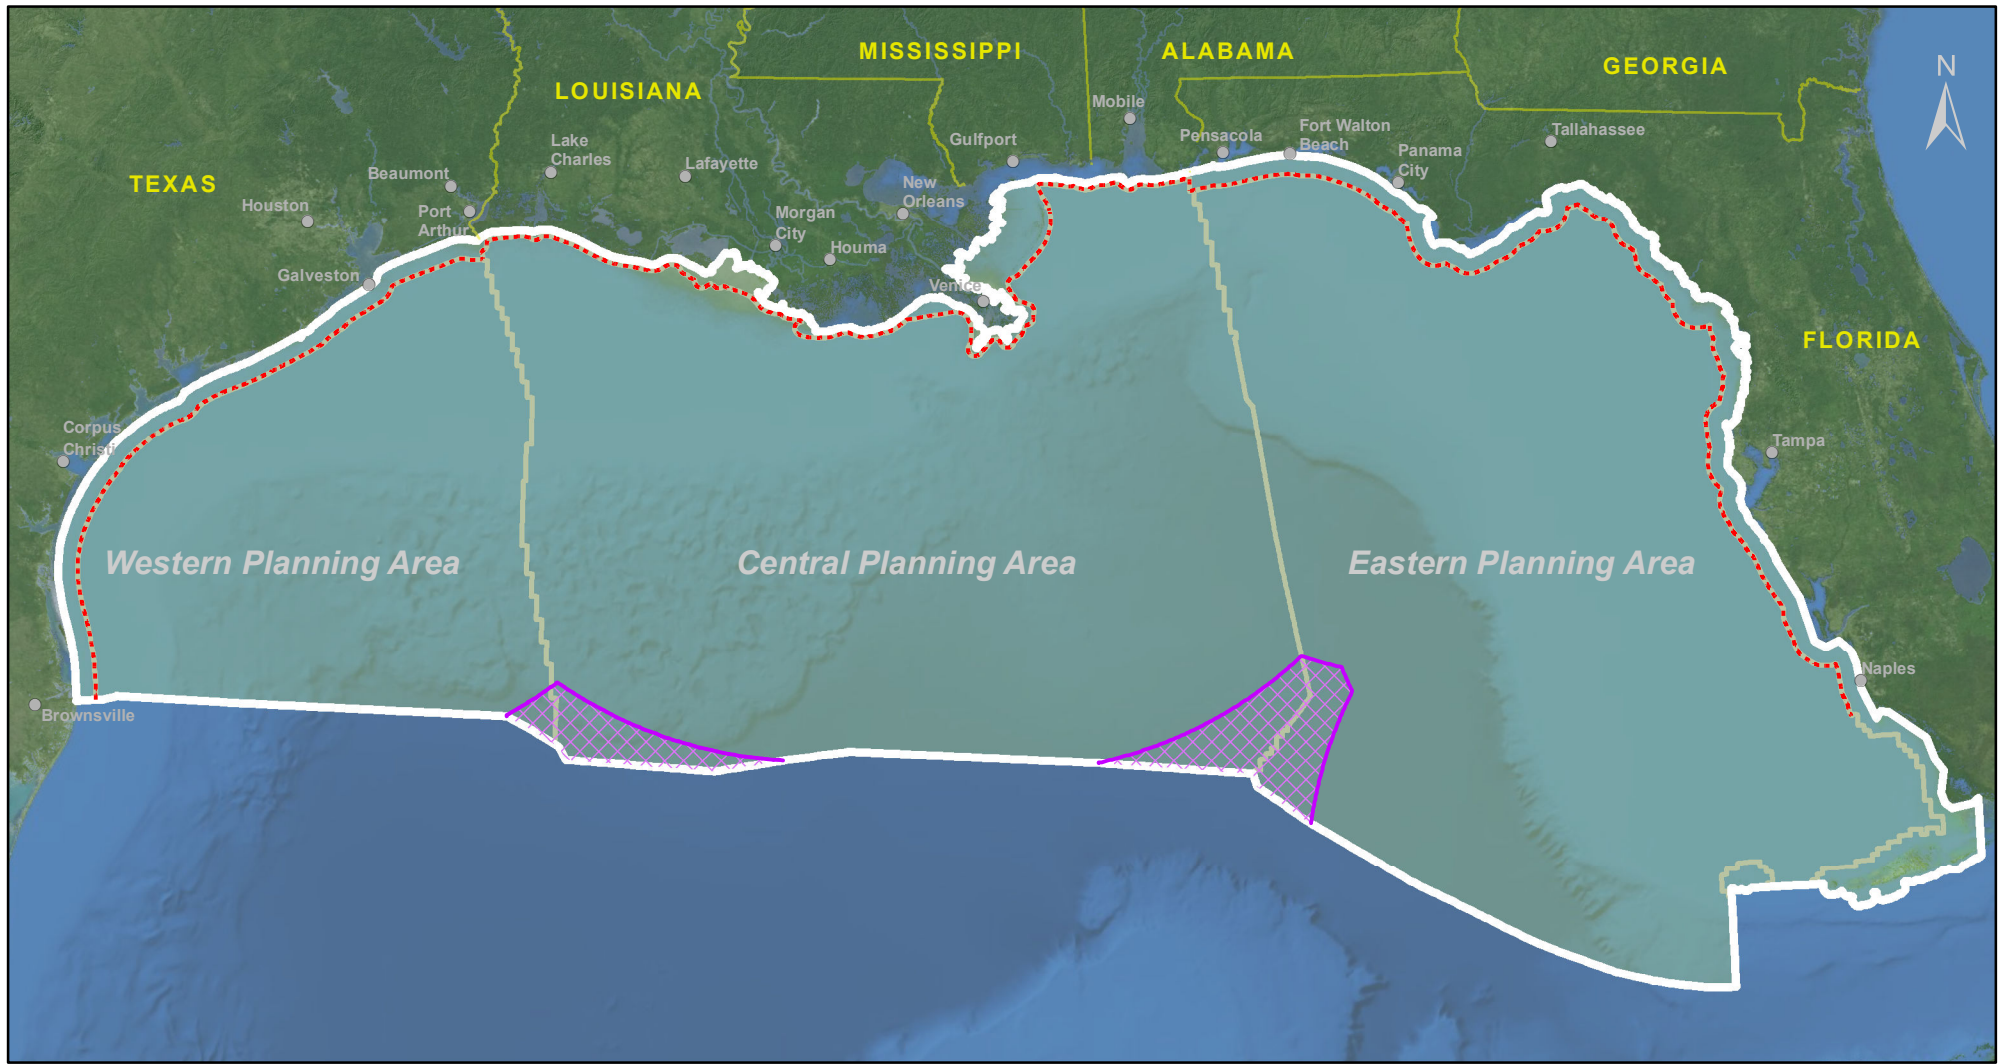 MISSISSIPPI
ALABAMA
GEORGIA
N
LOUISIANA
TEXAS
FLORIDA
Mobile
Gulfport
Pensacola
Fort Walton
Beach
Panama
City
Tallahassee
Lake
Charles
Lafayette
Beaumont
Houston
Port
Arthur
New
Orleans
Morgan
City
Houma
Galveston
Venice
Corpus
Christi
Tampa
Western Planning Area
Central Planning Area
Eastern Planning Area
Naples
Brownsville